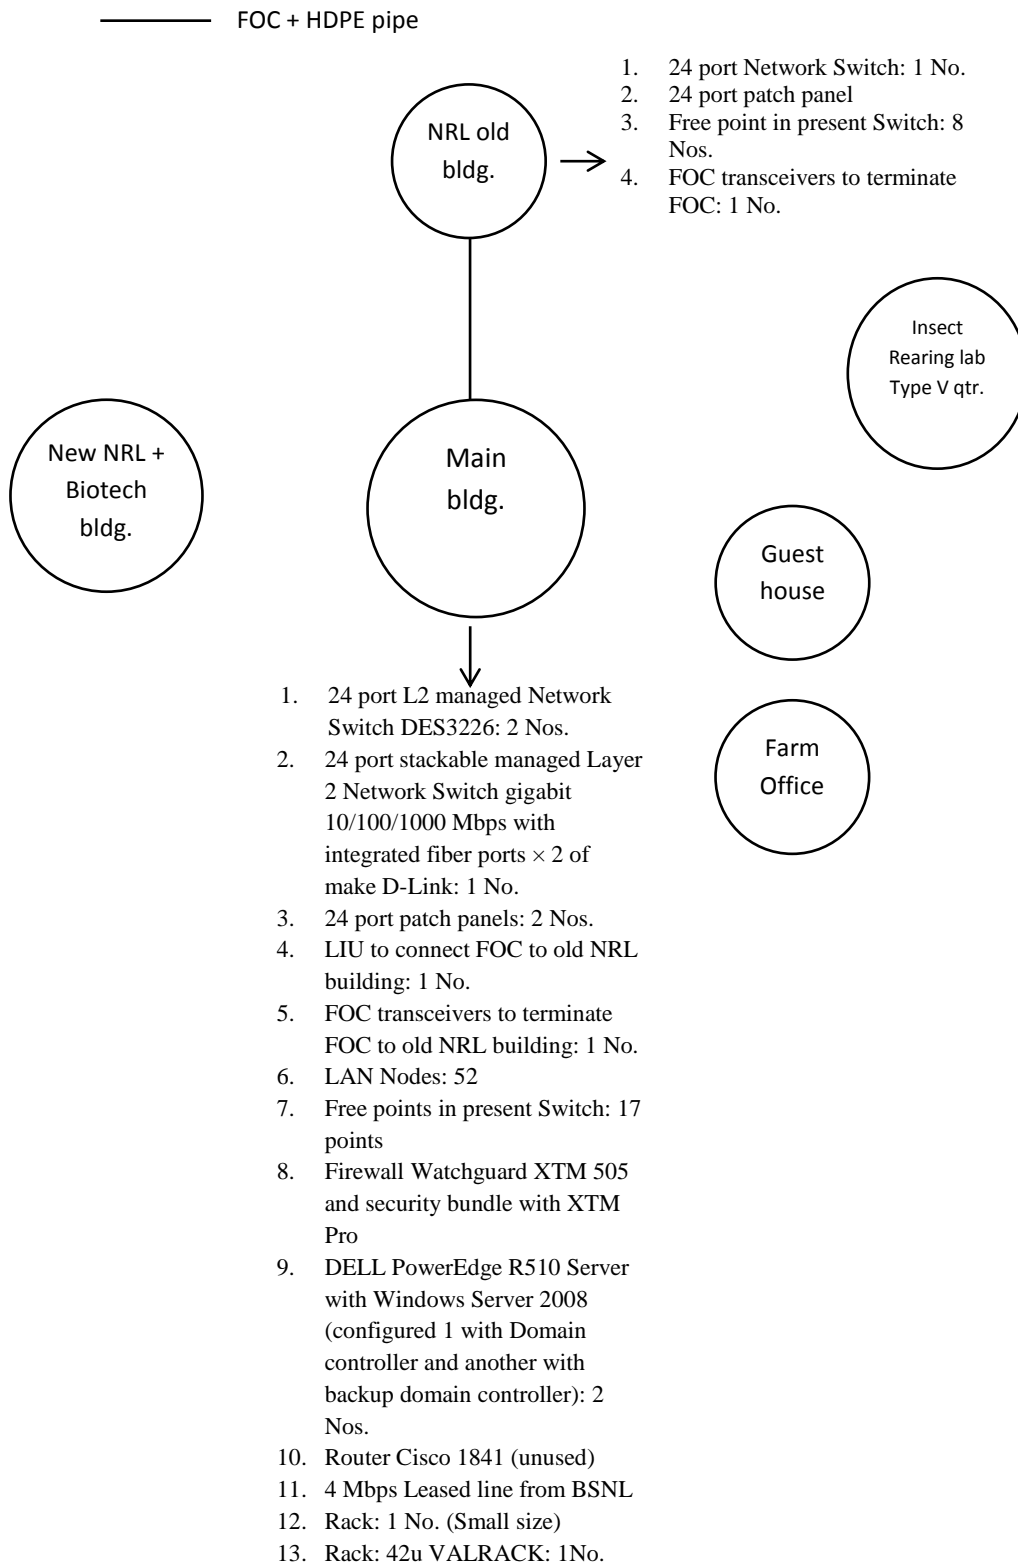 FOC + HDPE pipe
NRL old
bldg.
1. 24 port Network Switch: 1 No.
2. 24 port patch panel
3. Free point in present Switch: 8
Nos.
4. FOC transceivers to terminate
FOC: 1 No.
Insect
Rearing lab
Type V qtr.
New NRL +
Biotech
bldg.
Main
bldg.
Guest
house
Farm
Office
1. 24 port L2 managed Network
Switch DES3226: 2 Nos.
2. 24 port stackable managed Layer
2 Network Switch gigabit
10/100/1000 Mbps with
integrated fiber ports × 2 of
make D-Link: 1 No.
3. 24 port patch panels: 2 Nos.
4. LIU to connect FOC to old NRL
building: 1 No.
5. FOC transceivers to terminate
FOC to old NRL building: 1 No.
6. LAN Nodes: 52
7. Free points in present Switch: 17
points
8. Firewall Watchguard XTM 505
and security bundle with XTM
Pro
9. DELL PowerEdge R510 Server
with Windows Server 2008
(configured 1 with Domain
controller and another with
backup domain controller): 2
Nos.
10. Router Cisco 1841 (unused)
11. 4 Mbps Leased line from BSNL
12. Rack: 1 No. (Small size)
13. Rack: 42u VALRACK: 1No.